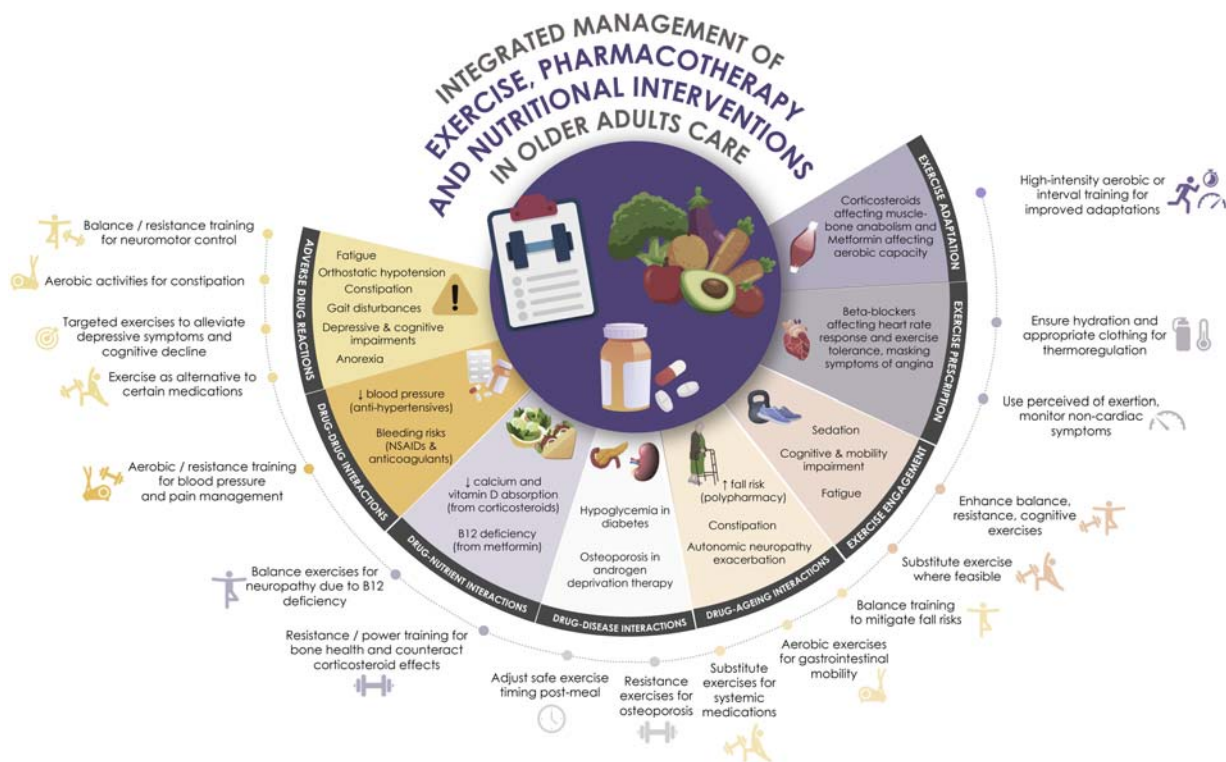 INTEGRATED MANAGEMENT OF
EXERCISE, PHARMACOTHERAPY
AND NUTRITIONAL INTERVENTIONS
IN OLDER ADULTS CARE
ADVERSE DRUG REACTIONS
Fatigue
Orthostatic hypotension
Constipation
Gait disturbances
Depressive & cognitive
impairments
Anorexia
Balance / resistance training
for neuromotor control
Aerobic activities for constipation
Targeted exercises to alleviate
depressive symptoms and
cognitive decline
Exercise as alternative to
certain medications
DRUG-DRUG INTERACTIONS
↓ blood pressure
(anti-hypertensives)
Bleeding risks
(NSAIDs &
anticoagulants)
Aerobic / resistance training
for blood pressure
and pain management
DRUG-NUTRIENT INTERACTIONS
↓ calcium and
vitamin D absorption
(from corticosteroids)
B12 deficiency
(from metformin)
Balance exercises for
neuropathy due to B12
deficiency
Resistance / power training for
bone health and counteract
corticosteroid effects
DRUG-DISEASE INTERACTIONS
Hypoglycemia in
diabetes
Osteoporosis in
androgen
deprivation therapy
Adjust safe exercise
timing post-meal
Resistance
exercises for
osteoporosis
DRUG-AGEING INTERACTIONS
↑ fall risk
(polypharmacy)
Constipation
Autonomic neuropathy
exacerbation
Substitute
exercises for
systemic
medications
Aerobic exercises
for gastrointestinal
mobility
Balance training
to mitigate fall risks
EXERCISE ENGAGEMENT
Sedation
Cognitive & mobility
impairment
Fatigue
Substitute exercise
where feasible
Enhance balance,
resistance, cognitive
exercises
EXERCISE PRESCRIPTION
Beta-blockers
affecting heart rate
response and exercise
tolerance, masking
symptoms of angina
Use perceived of exertion,
monitor non-cardiac
symptoms
Ensure hydration and
appropriate clothing for
thermoregulation
EXERCISE ADAPTATION
Corticosteroids
affecting muscle-
bone anabolism and
Metformin affecting
aerobic capacity
High-intensity aerobic or
interval training for
improved adaptations